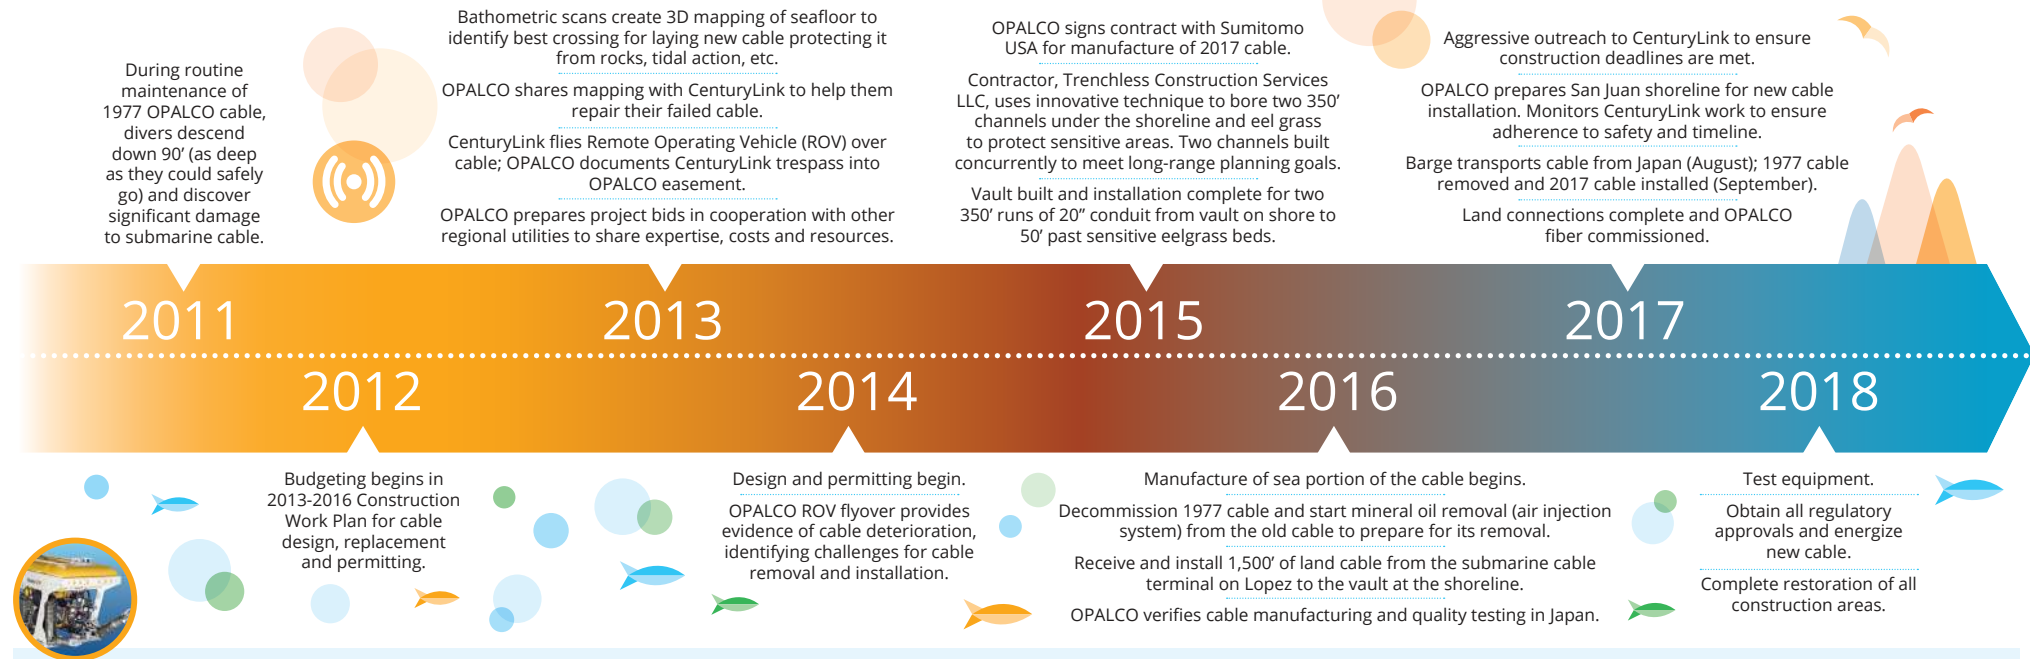 During routine
maintenance of
1977 OPALCO cable,
divers descend
down 90’ (as deep
as they could safely
go) and discover
significant damage
to submarine cable.
Bathometric scans create 3D mapping of seafloor to
identify best crossing for laying new cable protecting it
from rocks, tidal action, etc.
OPALCO shares mapping with CenturyLink to help them
repair their failed cable.
CenturyLink flies Remote Operating Vehicle (ROV) over
cable; OPALCO documents CenturyLink trespass into
OPALCO easement.
OPALCO prepares project bids in cooperation with other
regional utilities to share expertise, costs and resources.
OPALCO signs contract with Sumitomo
USA for manufacture of 2017 cable.
Contractor, Trenchless Construction Services
LLC, uses innovative technique to bore two 350’
channels under the shoreline and eel grass
to protect sensitive areas. Two channels built
concurrently to meet long-range planning goals.
Vault built and installation complete for two
350’ runs of 20” conduit from vault on shore to
50’ past sensitive eelgrass beds.
Aggressive outreach to CenturyLink to ensure
construction deadlines are met.
OPALCO prepares San Juan shoreline for new cable
installation. Monitors CenturyLink work to ensure
adherence to safety and timeline.
Barge transports cable from Japan (August); 1977 cable
removed and 2017 cable installed (September).
Land connections complete and OPALCO
fiber commissioned.
2011
2013
2015
2017
2012
2014
2016
2018
Budgeting begins in
2013-2016 Construction
Work Plan for cable
design, replacement
and permitting.
Design and permitting begin.
OPALCO ROV flyover provides
evidence of cable deterioration,
identifying challenges for cable
removal and installation.
Manufacture of sea portion of the cable begins.
Decommission 1977 cable and start mineral oil removal (air injection
system) from the old cable to prepare for its removal.
Receive and install 1,500’ of land cable from the submarine cable
terminal on Lopez to the vault at the shoreline.
OPALCO verifies cable manufacturing and quality testing in Japan.
Test equipment.
Obtain all regulatory
approvals and energize
new cable.
Complete restoration of all
construction areas.